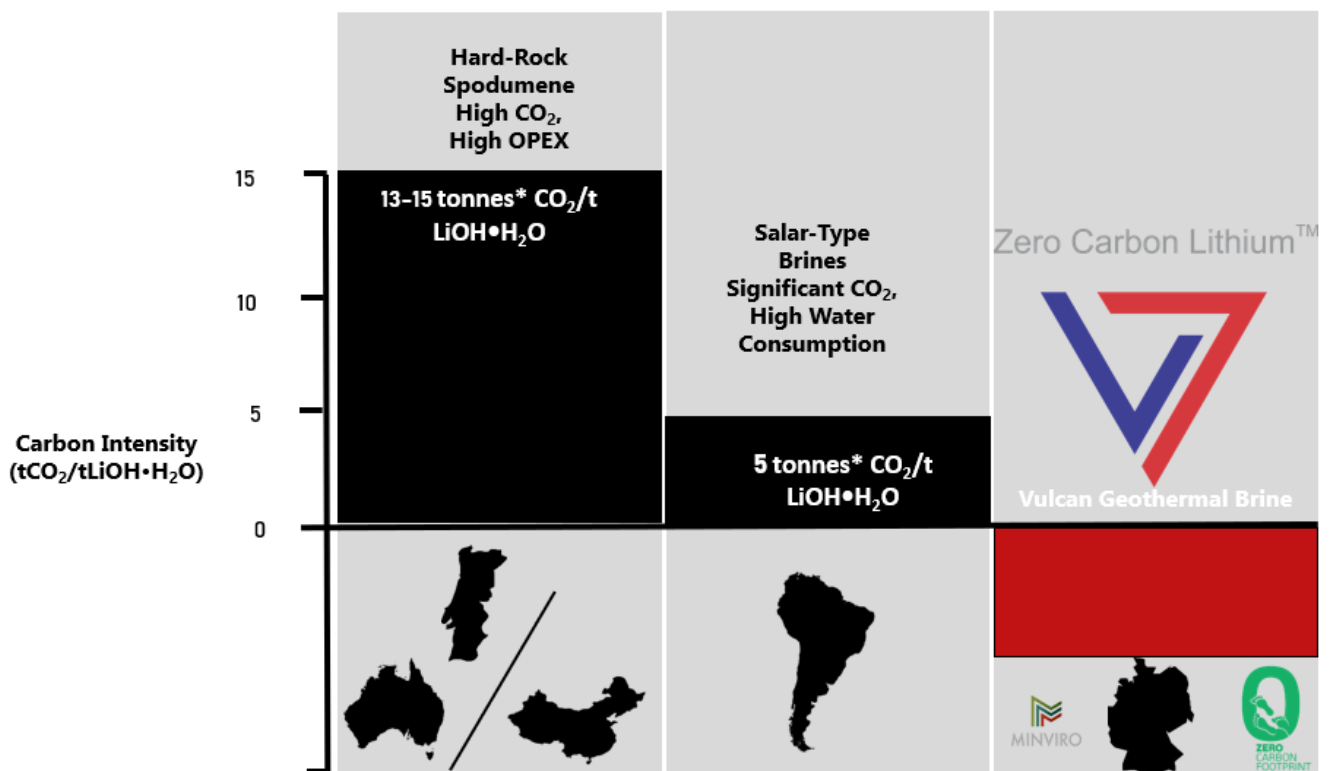 Hard-Rock
Spodumene
High CO₂,
High OPEX
15
13–15 tonnes* CO₂/t
LiOH•H₂O
10
Salar-Type
Brines
Significant CO₂,
High Water
Consumption
Zero Carbon Lithium™
5
Carbon Intensity
(tCO₂/tLiOH•H₂O)
5 tonnes* CO₂/t
LiOH•H₂O
Vulcan Geothermal Brine
0
MINVIRO
ZERO
CARBON
FOOTPRINT